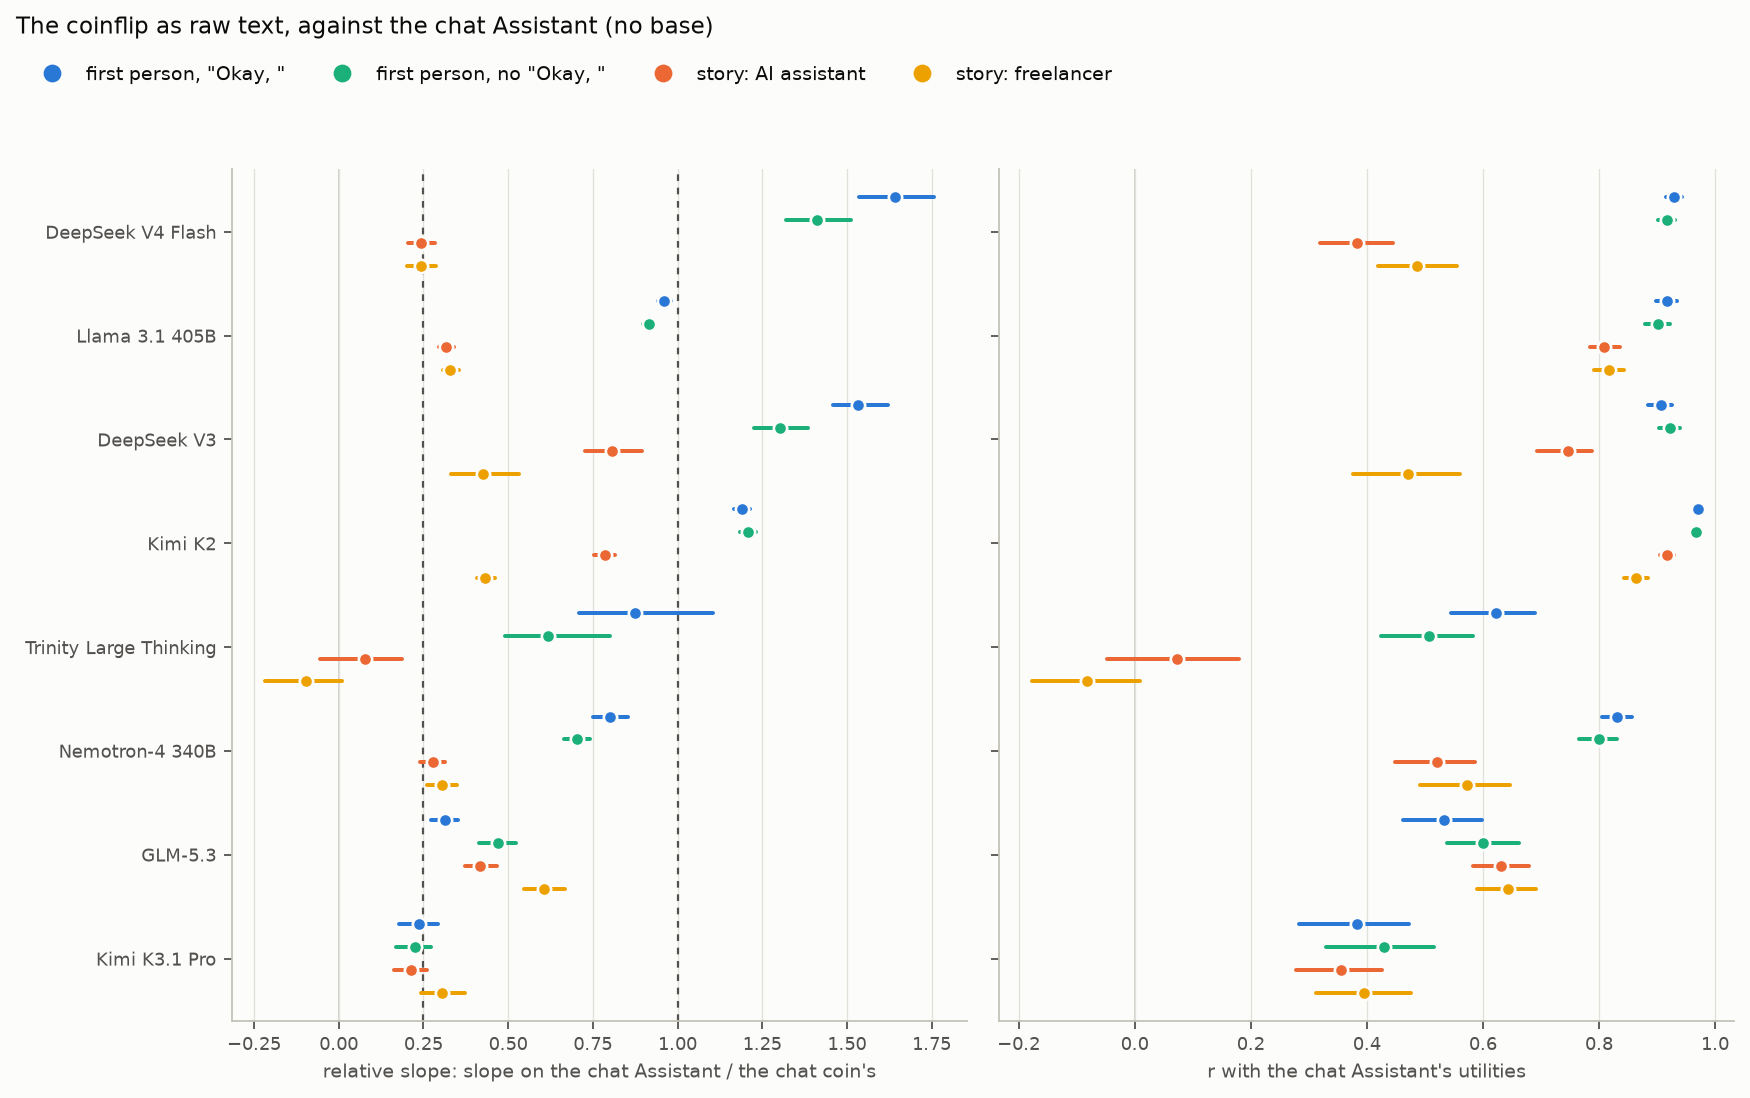 The coinflip as raw text, against the chat Assistant (no base)
first person, "Okay, " first person, no "Okay, " story: AI assistant story: freelancer
DeepSeek V4 Flash
Llama 3.1 405B
DeepSeek V3
Kimi K2
Trinity Large Thinking
Nemotron-4 340B
GLM-5.3
Kimi K3.1 Pro
−0.25 0.00 0.25 0.50 0.75 1.00 1.25 1.50 1.75
relative slope: slope on the chat Assistant / the chat coin's
−0.2 0.0 0.2 0.4 0.6 0.8 1.0
r with the chat Assistant's utilities